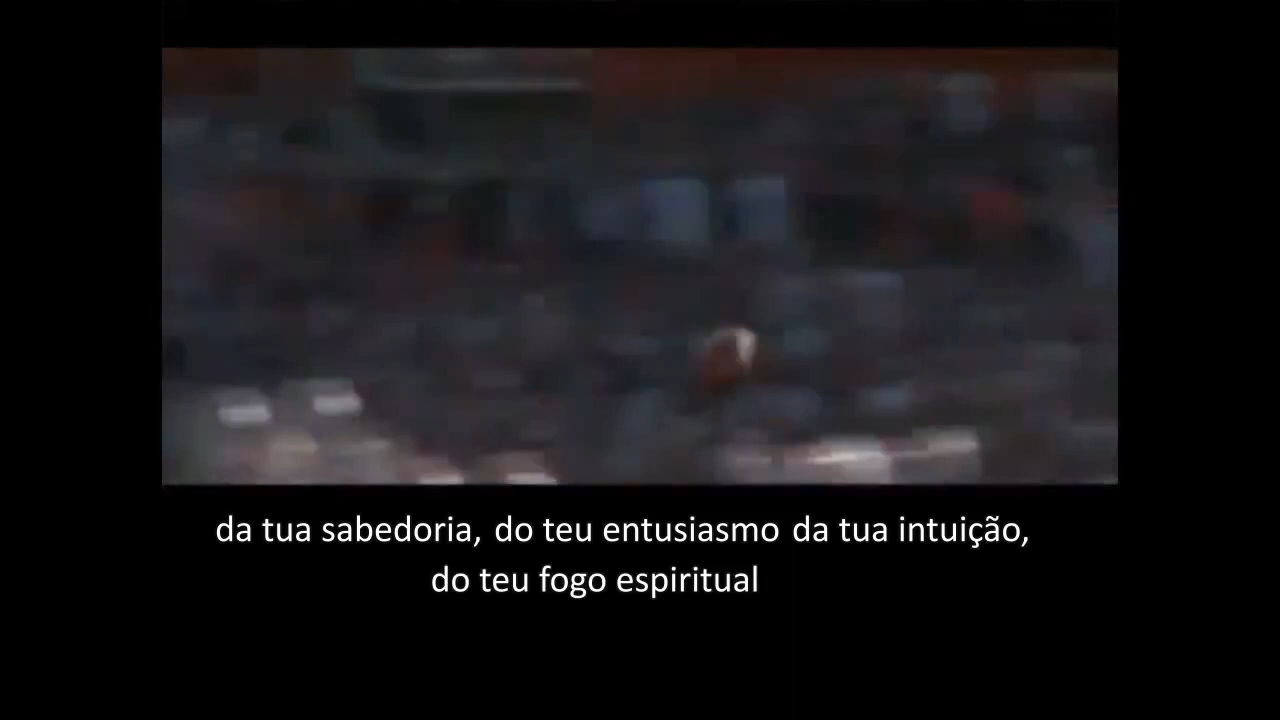 da tua sabedoria, do teu entusiasmo da tua intuição,
do teu fogo espiritual